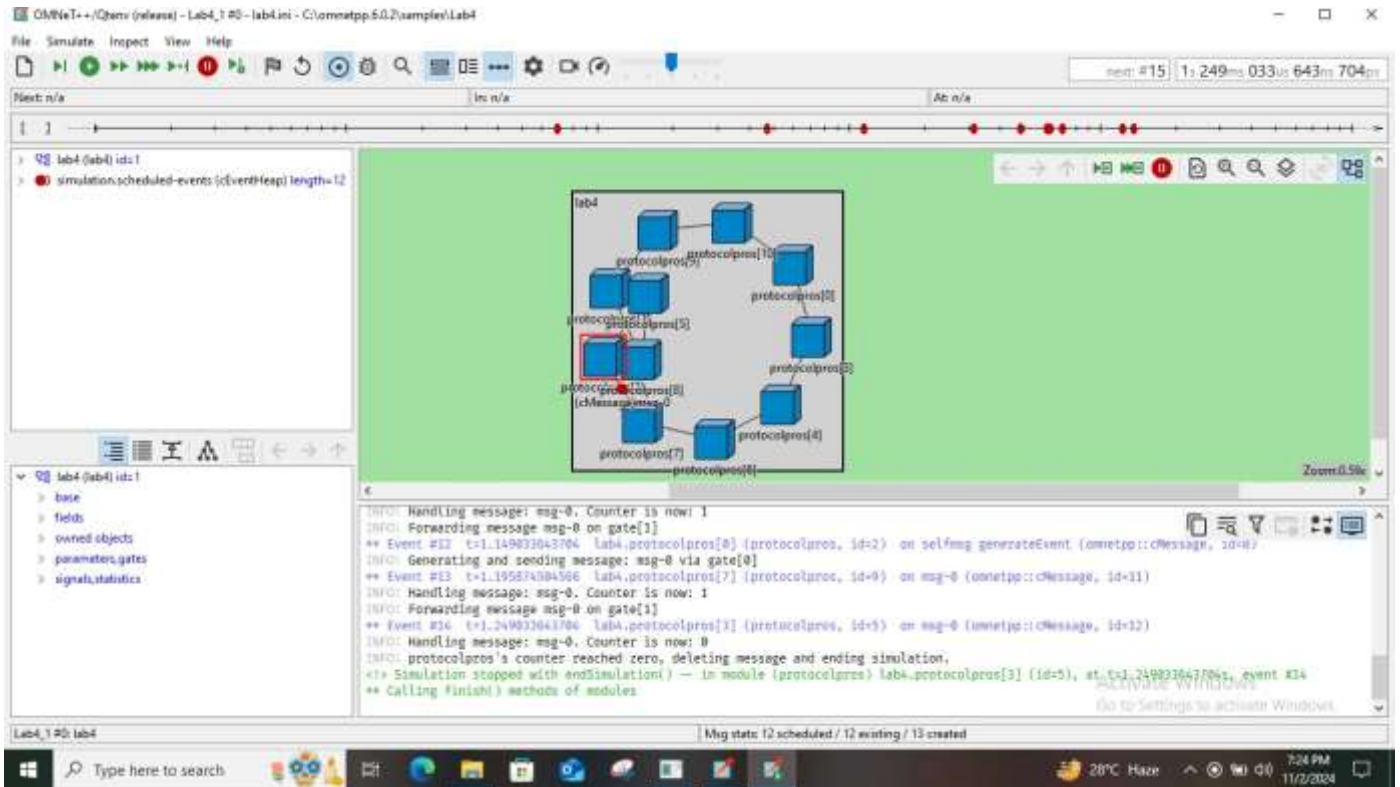 OMNeT++/Qtenv (release) - Lab4_1 #0 - lab4.ini - C:\omnetpp.6.0.2\samples\Lab4
File Simulate Inspect View Help
next: #15 1s 249ms 033us 643ns 704ps
Next: n/a In: n/a At: n/a
lab4 (lab4) id=1
simulation.scheduled-events (cEventHeap) length=12
lab4
protocolpros[9]
protocolpros[10]
protocolpros[0]
protocolpros[5]
protocolpros[3]
protocolpros[8]
(cMessage)msg-0
protocolpros[4]
protocolpros[7]
protocolpros[6]
Zoom:0.59x
lab4 (lab4) id=1
base
fields
owned objects
parameters, gates
signals, statistics
INFO: Handling message: msg-0. Counter is now: 1
INFO: Forwarding message msg-0 on gate[1]
** Event #12 t=1.149033643704 lab4.protocolpros[0] (protocolpros, id=2) on selfmsg generateEvent (omnetpp::cMessage, id=0)
INFO: Generating and sending message: msg-0 via gate[0]
** Event #13 t=1.195874584566 lab4.protocolpros[7] (protocolpros, id=9) on msg-0 (omnetpp::cMessage, id=11)
INFO: Handling message: msg-0. Counter is now: 1
INFO: Forwarding message msg-0 on gate[1]
** Event #14 t=1.249033643704 lab4.protocolpros[3] (protocolpros, id=5) on msg-0 (omnetpp::cMessage, id=12)
INFO: Handling message: msg-0. Counter is now: 0
INFO: protocolpros's counter reached zero, deleting message and ending simulation.
<!> Simulation stopped with endSimulation() -- in module (protocolpros) lab4.protocolpros[3] (id=5), at t=1.249033643704s, event #14
** Calling finish() methods of modules
Activate Windows
Go to Settings to activate Windows.
Lab4_1 #0: lab4 Msg stats: 12 scheduled / 12 existing / 13 created
Type here to search
28°C Haze
7:24 PM
11/2/2024